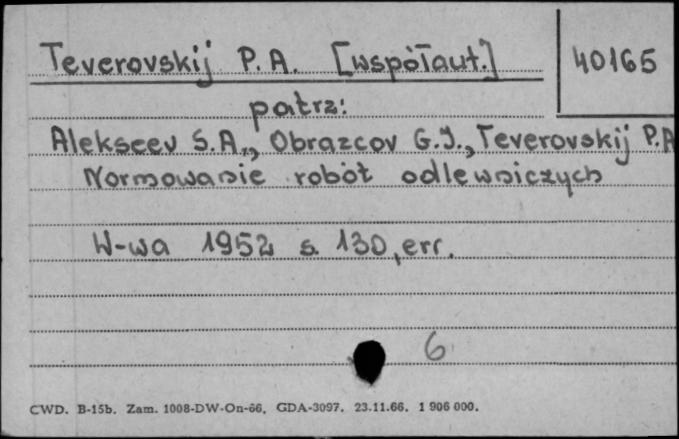 Teverovskij P. A. [współaut.] 40165
patrz:
Alekseev S.A., Obrazcov G.J., Teverovskij P.A
Normowanie robót odlewniczych
W-wa 1952 s. 130, err.
6
CWD. B-15b. Zam. 1008-DW-On-66. GDA-3097. 23.11.66. 1 906 000.